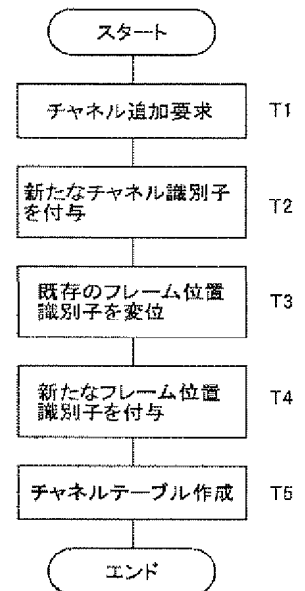 スタート
チャネル追加要求 T1
新たなチャネル識別子
を付与 T2
既存のフレーム位置
識別子を変位 T3
新たなフレーム位置
識別子を付与 T4
チャネルテーブル作成 T5
エンド